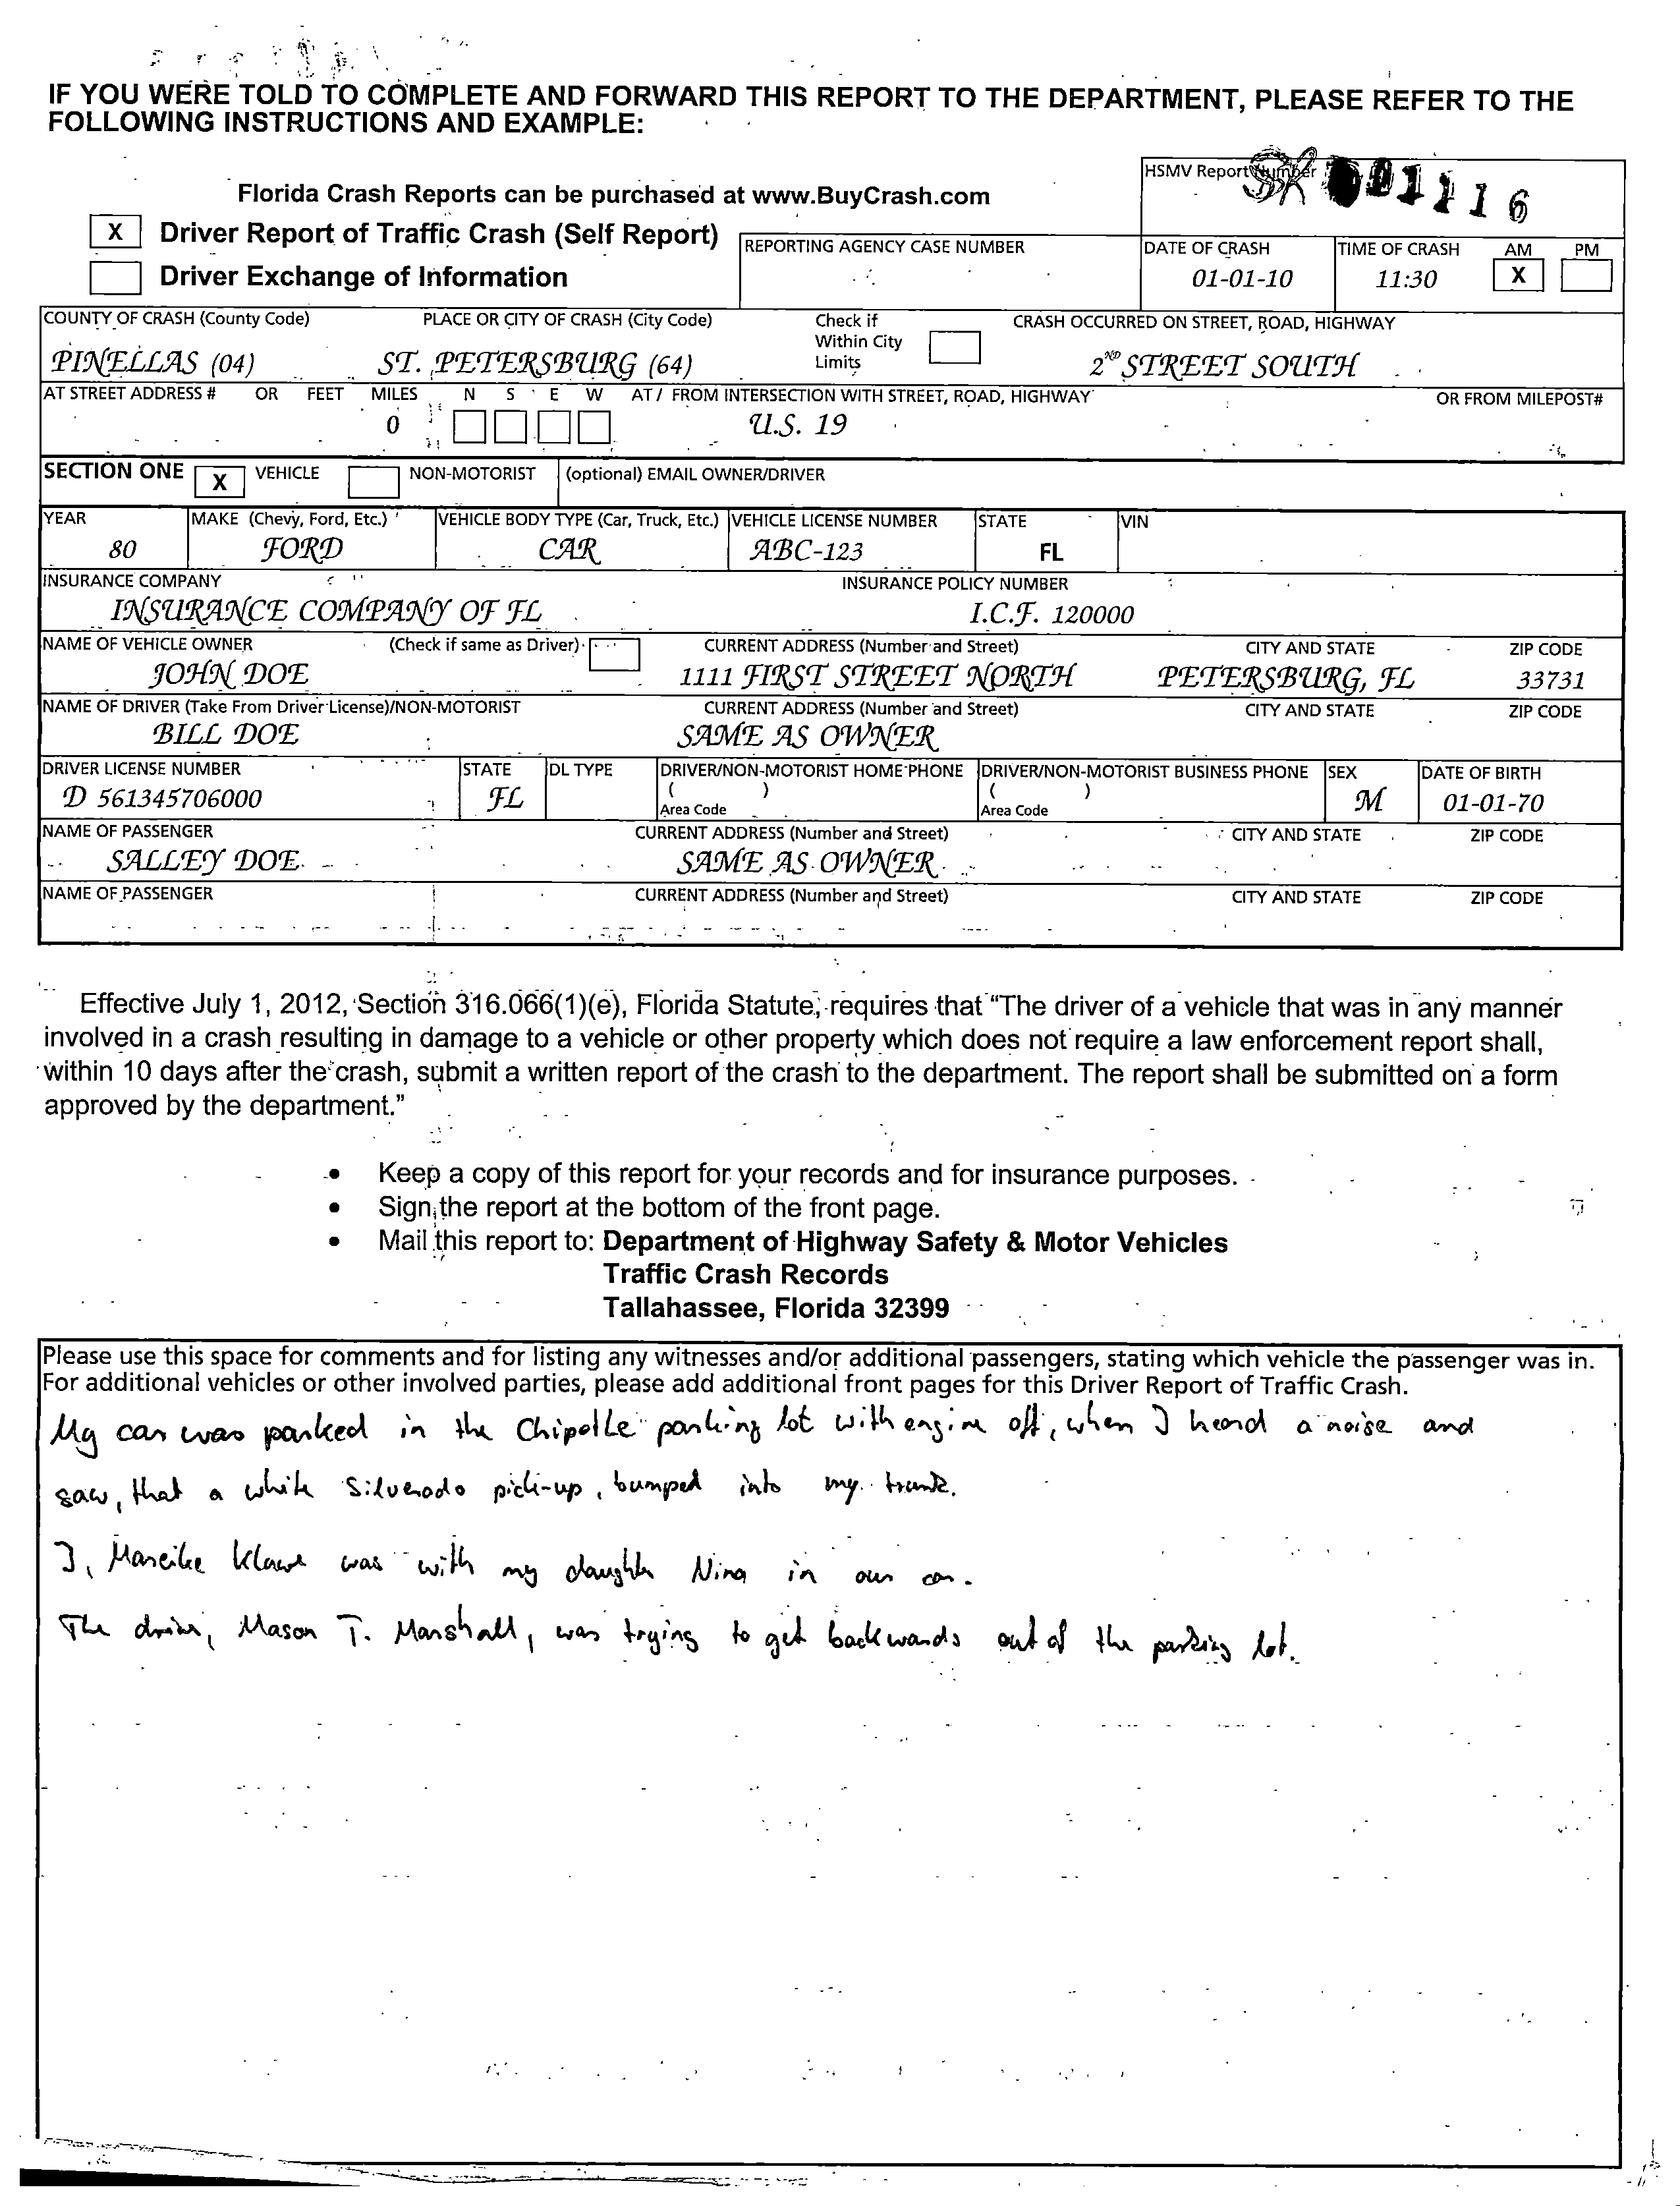 IF YOU WERE TOLD TO COMPLETE AND FORWARD THIS REPORT TO THE DEPARTMENT, PLEASE REFER TO THE
FOLLOWING INSTRUCTIONS AND EXAMPLE:
HSMV Report Number
1116
Florida Crash Reports can be purchased at www.BuyCrash.com
X Driver Report of Traffic Crash (Self Report)
Driver Exchange of Information
REPORTING AGENCY CASE NUMBER DATE OF CRASH TIME OF CRASH AM PM
01-01-10 11:30 X
COUNTY OF CRASH (County Code) PLACE OR CITY OF CRASH (City Code) Check if Within City Limits CRASH OCCURRED ON STREET, ROAD, HIGHWAY
PINELLAS (04) ST. PETERSBURG (64) 2ND STREET SOUTH
AT STREET ADDRESS # OR FEET MILES N S E W AT / FROM INTERSECTION WITH STREET, ROAD, HIGHWAY OR FROM MILEPOST#
0 U.S. 19
SECTION ONE X VEHICLE NON-MOTORIST (optional) EMAIL OWNER/DRIVER
YEAR MAKE (Chevy, Ford, Etc.) VEHICLE BODY TYPE (Car, Truck, Etc.) VEHICLE LICENSE NUMBER STATE VIN
80 FORD CAR ABC-123 FL
INSURANCE COMPANY INSURANCE POLICY NUMBER
INSURANCE COMPANY OF FL I.C.F. 120000
NAME OF VEHICLE OWNER (Check if same as Driver) CURRENT ADDRESS (Number and Street) CITY AND STATE ZIP CODE
JOHN DOE 1111 FIRST STREET NORTH PETERSBURG, FL 33731
NAME OF DRIVER (Take From Driver License)/NON-MOTORIST CURRENT ADDRESS (Number and Street) CITY AND STATE ZIP CODE
BILL DOE SAME AS OWNER
DRIVER LICENSE NUMBER STATE DL TYPE DRIVER/NON-MOTORIST HOME PHONE DRIVER/NON-MOTORIST BUSINESS PHONE SEX DATE OF BIRTH
D 561345706000 FL ( ) ( ) M 01-01-70
Area Code Area Code
NAME OF PASSENGER CURRENT ADDRESS (Number and Street) CITY AND STATE ZIP CODE
SALLEY DOE SAME AS OWNER
NAME OF PASSENGER CURRENT ADDRESS (Number and Street) CITY AND STATE ZIP CODE
Effective July 1, 2012, Section 316.066(1)(e), Florida Statute, requires that “The driver of a vehicle that was in any manner
involved in a crash resulting in damage to a vehicle or other property which does not require a law enforcement report shall,
within 10 days after the crash, submit a written report of the crash to the department. The report shall be submitted on a form
approved by the department.”
• Keep a copy of this report for your records and for insurance purposes.
• Sign the report at the bottom of the front page.
• Mail this report to: Department of Highway Safety & Motor Vehicles
Traffic Crash Records
Tallahassee, Florida 32399
Please use this space for comments and for listing any witnesses and/or additional passengers, stating which vehicle the passenger was in.
For additional vehicles or other involved parties, please add additional front pages for this Driver Report of Traffic Crash.
My car was parked in the Chipotle parking lot with engine off, when I heard a noise and
saw, that a white Silverado pick-up, bumped into my trunk.
I, Mareike was with my daughter Nina in our car.
The driver, Mason T. Marshall, was trying to get backwards out of the parking lot.